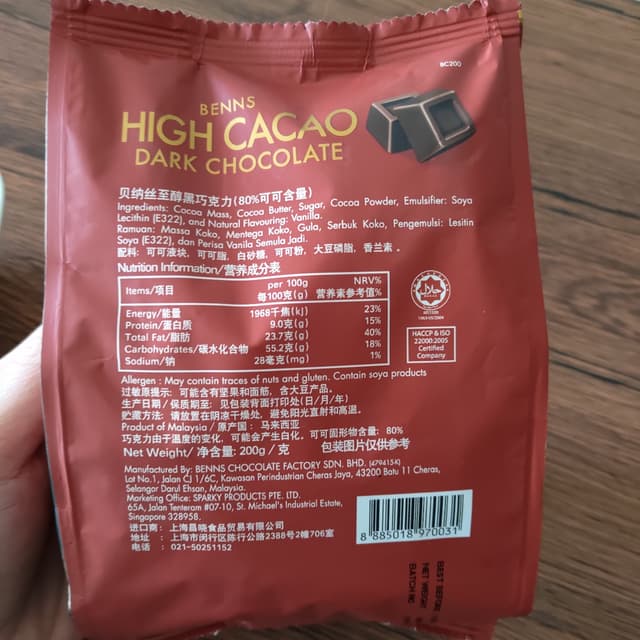 BC200
BENNS
HIGH CACAO
DARK CHOCOLATE
贝纳丝至醇黑巧克力(80%可可含量)
Ingredients: Cocoa Mass, Cocoa Butter, Sugar, Cocoa Powder, Emulsifier: Soya
Lecithin (E322), and Natural Flavouring: Vanilla.
Ramuan: Massa Koko, Mentega Koko, Gula, Serbuk Koko, Pengemulsi: Lesitin
Soya (E322), dan Perisa Vanila Semula Jadi.
配料: 可可液块, 可可脂, 白砂糖, 可可粉, 大豆磷脂, 香兰素 。
Nutrition Information/营养成分表
Items/项目 per 100g 每100克(g) NRV% 营养素参考值%
Energy/能量 1968千焦(kJ) 23%
Protein/蛋白质 9.0克(g) 15%
Total Fat/脂肪 23.7克(g) 40%
Carbohydrates/碳水化合物 55.2克(g) 18%
Sodium/钠 28毫克(mg) 1%
HACCP & ISO
22000:2005
Certified
Company
Allergen : May contain traces of nuts and gluten. Contain soya products
过敏原提示: 可能含有坚果和面筋, 含大豆产品。
生产日期/保质期至: 见包装背面打印处(日/月/年)
贮藏方法: 请放置在阴凉干燥处, 避免阳光直射和高温。
Product of Malaysia / 原产国: 马来西亚
巧克力由于温度的变化, 可能会产生白化. 可可固形物含量: 80%
Net Weight/ 净含量: 200g / 克 包装图片仅供参考
Manufactured By: BENNS CHOCOLATE FACTORY SDN. BHD. (479415X)
Lot No.1, Jalan CJ 1/6C, Kawasan Perindustrian Cheras Jaya, 43200 Batu 11 Cheras,
Selangor Darul Ehsan, Malaysia.
Marketing Office: SPARKY PRODUCTS PTE. LTD.
65A, Jalan Tenteram #07-10, St. Michael's Industrial Estate,
Singapore 328958.
进口商: 上海昌晓食品贸易有限公司
地址 : 上海市闵行区陈行公路2388号2幢706室
电话 : 021-50251152
8 885018 970031
BEST BEFORE
NET WEIGHT
BATCH NO